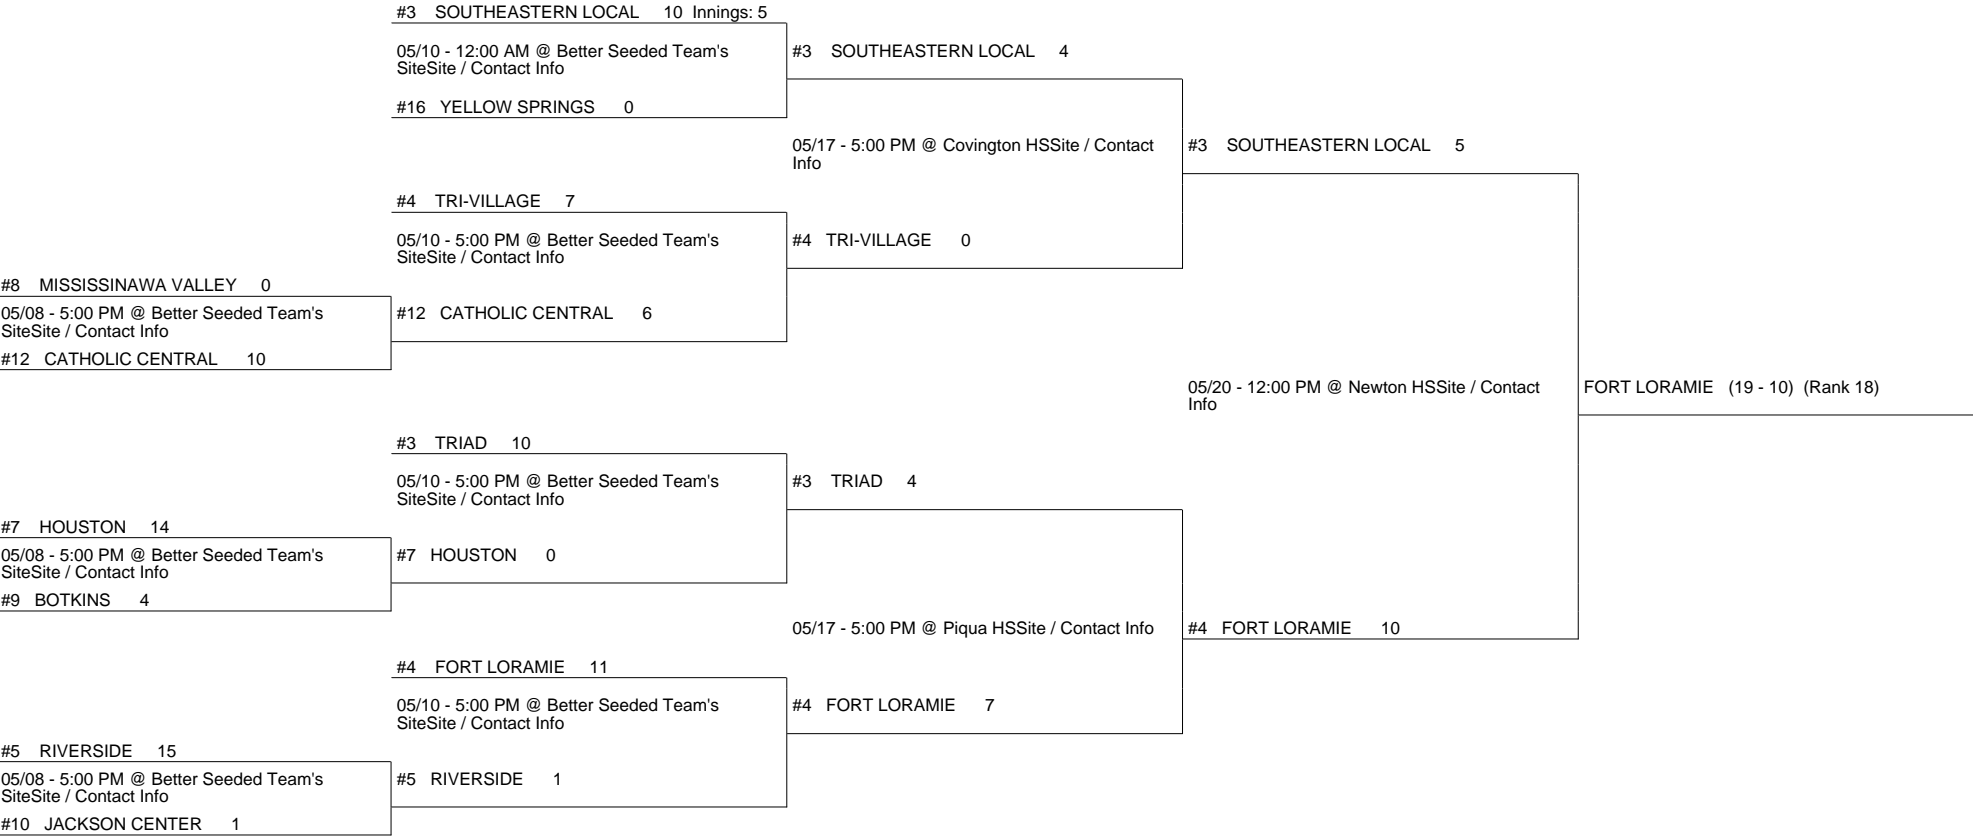 #3 SOUTHEASTERN LOCAL 10 Innings: 5
05/10 - 12:00 AM @ Better Seeded Team's
SiteSite / Contact Info
#16 YELLOW SPRINGS 0
#3 SOUTHEASTERN LOCAL 4
05/17 - 5:00 PM @ Covington HSSite / Contact
Info
#3 SOUTHEASTERN LOCAL 5
#4 TRI-VILLAGE 7
05/10 - 5:00 PM @ Better Seeded Team's
SiteSite / Contact Info
#4 TRI-VILLAGE 0
#8 MISSISSINAWA VALLEY 0
05/08 - 5:00 PM @ Better Seeded Team's
SiteSite / Contact Info
#12 CATHOLIC CENTRAL 10
#12 CATHOLIC CENTRAL 6
05/20 - 12:00 PM @ Newton HSSite / Contact
Info
FORT LORAMIE (19 - 10) (Rank 18)
#3 TRIAD 10
05/10 - 5:00 PM @ Better Seeded Team's
SiteSite / Contact Info
#3 TRIAD 4
#7 HOUSTON 14
05/08 - 5:00 PM @ Better Seeded Team's
SiteSite / Contact Info
#9 BOTKINS 4
#7 HOUSTON 0
05/17 - 5:00 PM @ Piqua HSSite / Contact Info
#4 FORT LORAMIE 10
#4 FORT LORAMIE 11
05/10 - 5:00 PM @ Better Seeded Team's
SiteSite / Contact Info
#4 FORT LORAMIE 7
#5 RIVERSIDE 15
05/08 - 5:00 PM @ Better Seeded Team's
SiteSite / Contact Info
#10 JACKSON CENTER 1
#5 RIVERSIDE 1